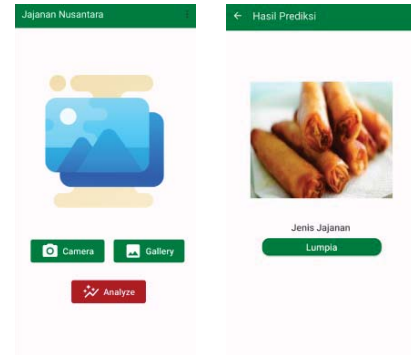 Jajanan Nusantara
Camera
Gallery
Analyze
Hasil Prediksi
Jenis Jajanan
Lumpia